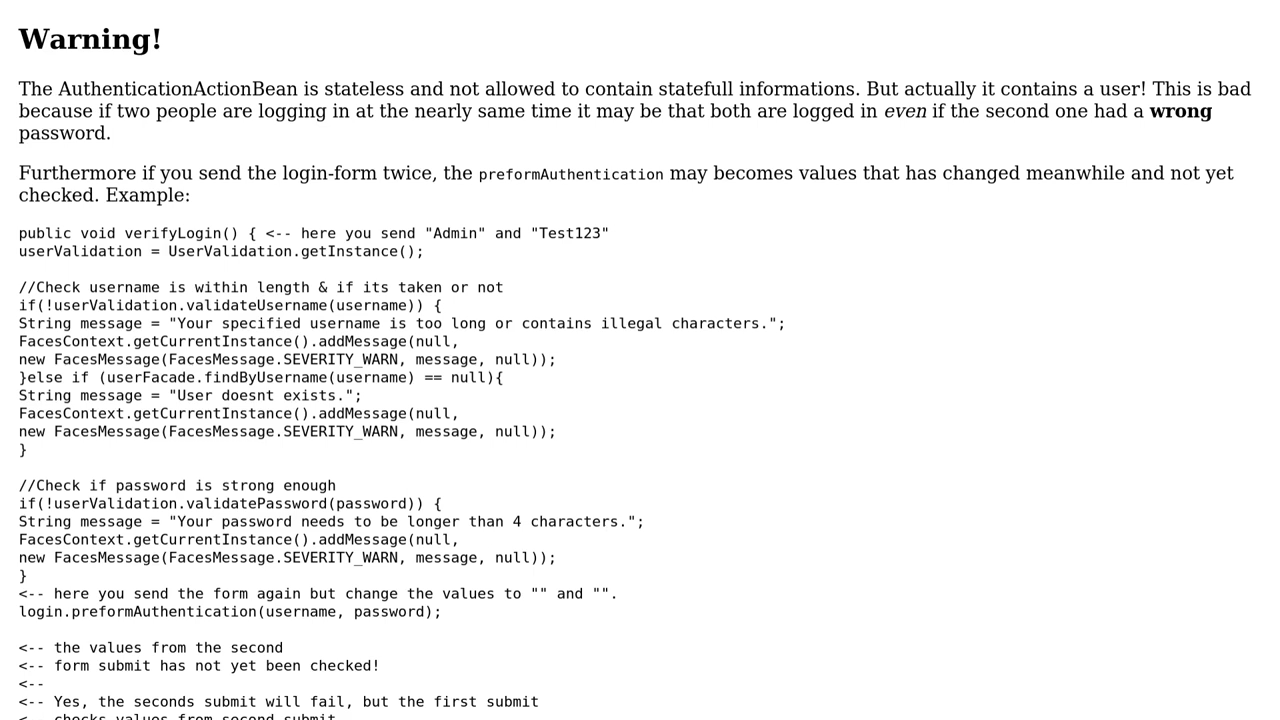 Warning!
The AuthenticationActionBean is stateless and not allowed to contain statefull informations. But actually it contains a user! This is bad
because if two people are logging in at the nearly same time it may be that both are logged in even if the second one had a wrong
password.
Furthermore if you send the login-form twice, the preformAuthentication may becomes values that has changed meanwhile and not yet
checked. Example:
public void verifyLogin() { <-- here you send "Admin" and "Test123"
userValidation = UserValidation.getInstance();
//Check username is within length & if its taken or not
if(!userValidation.validateUsername(username)) {
String message = "Your specified username is too long or contains illegal characters.";
FacesContext.getCurrentInstance().addMessage(null,
new FacesMessage(FacesMessage.SEVERITY_WARN, message, null));
}else if (userFacade.findByUsername(username) == null){
String message = "User doesnt exists.";
FacesContext.getCurrentInstance().addMessage(null,
new FacesMessage(FacesMessage.SEVERITY_WARN, message, null));
}
//Check if password is strong enough
if(!userValidation.validatePassword(password)) {
String message = "Your password needs to be longer than 4 characters.";
FacesContext.getCurrentInstance().addMessage(null,
new FacesMessage(FacesMessage.SEVERITY_WARN, message, null));
}
<-- here you send the form again but change the values to "" and "".
login.preformAuthentication(username, password);
<-- the values from the second
<-- form submit has not yet been checked!
<--
<-- Yes, the seconds submit will fail, but the first submit
<-- checks values from second submit